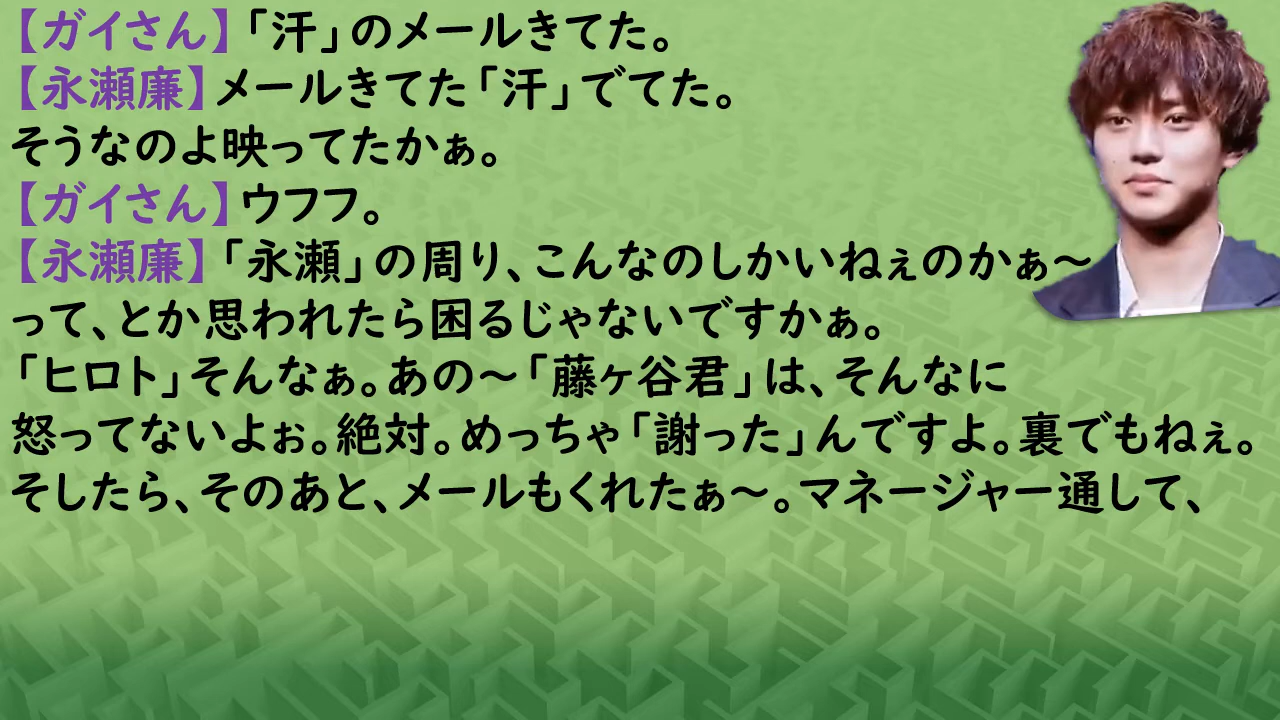 【ガイさん】「汗」のメールきてた。
【永瀬廉】メールきてた「汗」でてた。
そうなのよ映ってたかぁ。
【ガイさん】ウフフ。
【永瀬廉】「永瀬」の周り、こんなのしかいねぇのかぁ～
って、とか思われたら困るじゃないですかぁ。
「ヒロト」そんなぁ。あの～「藤ヶ谷君」は、そんなに
怒ってないよぉ。絶対。めっちゃ「謝った」んですよ。裏でもねぇ。
そしたら、そのあと、メールもくれたぁ～。マネージャー通して、